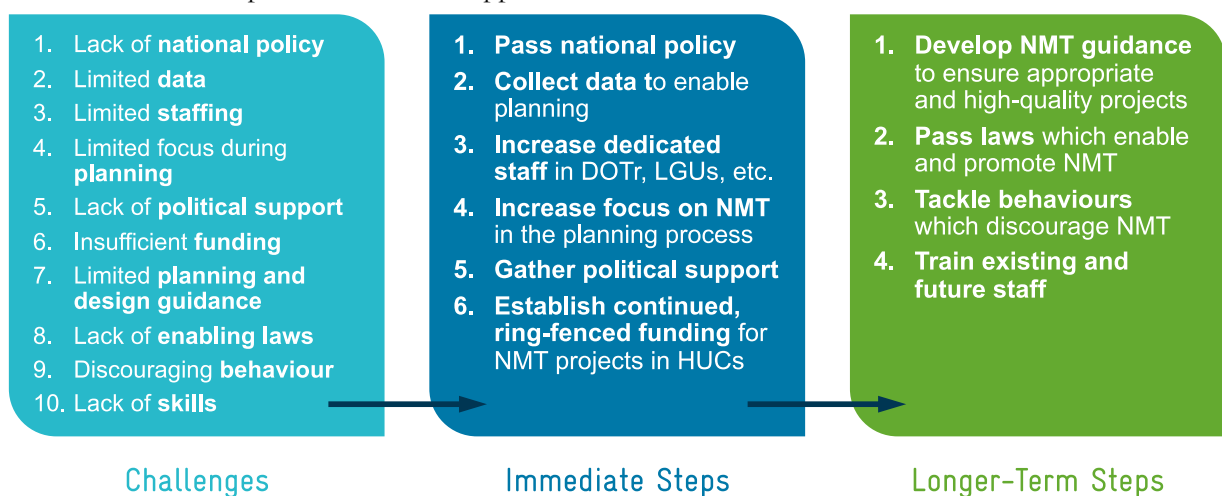 1. Lack of national policy
2. Limited data
3. Limited staffing
4. Limited focus during
planning
5. Lack of political support
6. Insufficient funding
7. Limited planning and
design guidance
8. Lack of enabling laws
9. Discouraging behaviour
10. Lack of skills
1. Pass national policy
2. Collect data to enable
planning
3. Increase dedicated
staff in DOTr, LGUs, etc.
4. Increase focus on NMT
in the planning process
5. Gather political support
6. Establish continued,
ring-fenced funding for
NMT projects in HUCs
1. Develop NMT guidance
to ensure appropriate
and high-quality projects
2. Pass laws which enable
and promote NMT
3. Tackle behaviours
which discourage NMT
4. Train existing and
future staff
Challenges
Immediate Steps
Longer-Term Steps